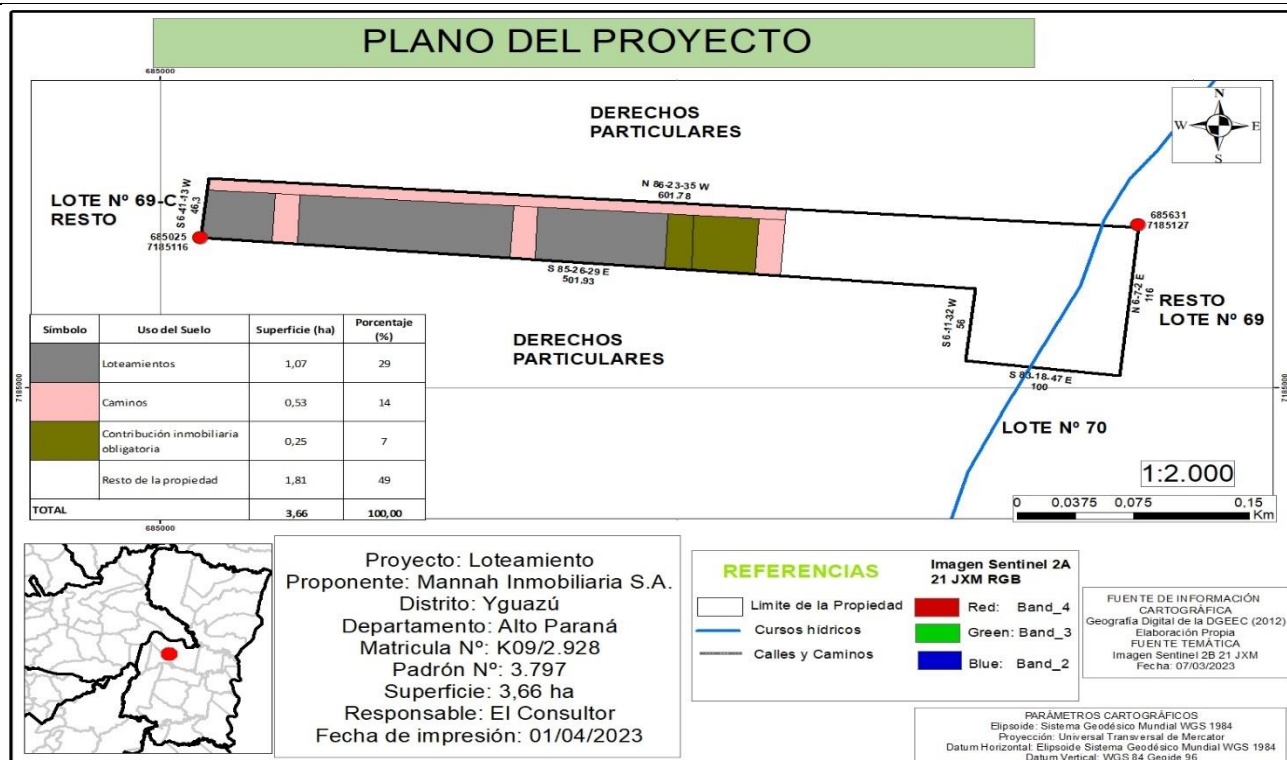 PLANO DEL PROYECTO
685000
DERECHOS
PARTICULARES
N
W E
S
LOTE Nº 69-C
RESTO
S 6-41-13 W
46,3
N 86-23-35 W
601.78
685025
7185116
685631
7185127
S 85-26-29 E
501.93
N 6-7-2 E
116
RESTO
LOTE Nº 69
S 6-11-32 W
56
DERECHOS
PARTICULARES
S 83-18-47 E
100
7185000
7185000
LOTE Nº 70
Símbolo Uso del Suelo Superficie (ha) Porcentaje
(%)
Loteamientos 1,07 29
Caminos 0,53 14
Contribución inmobiliaria
obligatoria 0,25 7
Resto de la propiedad 1,81 49
TOTAL 3,66 100,00
685000
1:2.000
0 0,0375 0,075 0,15
Km
Proyecto: Loteamiento
Proponente: Mannah Inmobiliaria S.A.
Distrito: Yguazú
Departamento: Alto Paraná
Matricula Nº: K09/2.928
Padrón Nº: 3.797
Superficie: 3,66 ha
Responsable: El Consultor
Fecha de impresión: 01/04/2023
REFERENCIAS
Limite de la Propiedad
Cursos hídricos
Calles y Caminos
Imagen Sentinel 2A
21 JXM RGB
Red: Band_4
Green: Band_3
Blue: Band_2
FUENTE DE INFORMACIÓN
CARTOGRÁFICA
Geografía Digital de la DGEEC (2012)
Elaboración Propia
FUENTE TEMÁTICA
Imagen Sentinel 2B 21 JXM
Fecha: 07/03/2023
PARÁMETROS CARTOGRÁFICOS
Elipsoide: Sistema Geodésico Mundial WGS 1984
Proyección: Universal Transversal de Mercator
Datum Horizontal: Elipsoide Sistema Geodésico Mundial WGS 1984
Datum Vertical: WGS 84 Geoide 96